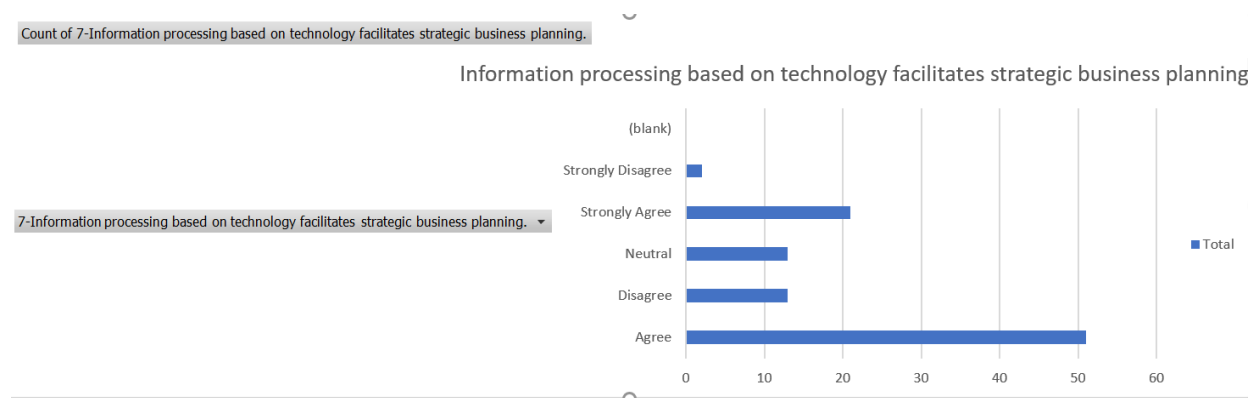 Count of 7-Information processing based on technology facilitates strategic business planning.
Information processing based on technology facilitates strategic business planning
(blank)
Strongly Disagree
Strongly Agree
Neutral
Disagree
Agree
7-Information processing based on technology facilitates strategic business planning.
Total
0 10 20 30 40 50 60